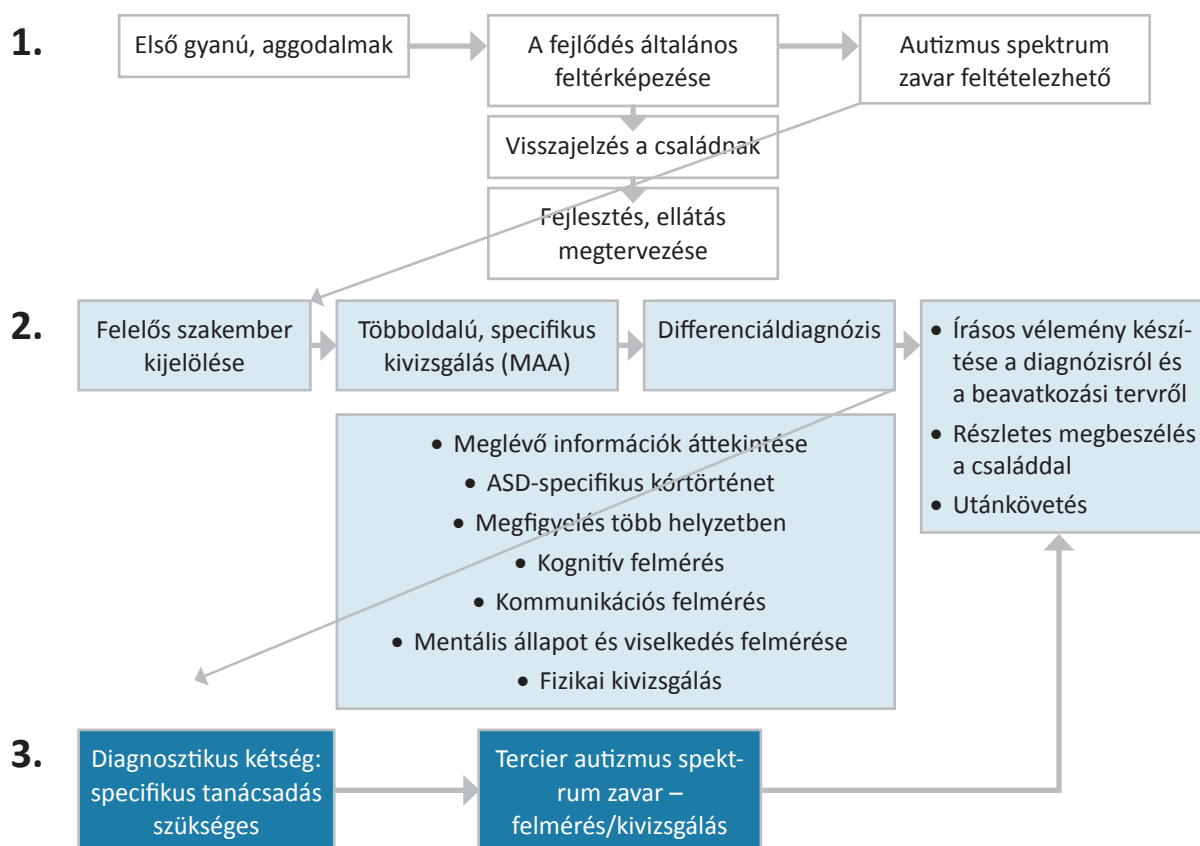 1.
Első gyanú, aggodalmak
A fejlődés általános
feltérképezése
Autizmus spektrum
zavar feltételezhető
Visszajelzés a családnak
Fejlesztés, ellátás
megtervezése
2.
Felelős szakember
kijelölése
Többoldalú, specifikus
kivizsgálás (MAA)
Differenciáldiagnózis
• Írásos vélemény készí-
tése a diagnózisról és
a beavatkozási tervről
• Részletes megbeszélés
a családdal
• Utánkövetés
• Meglévő információk áttekintése
• ASD-specifikus kórtörténet
• Megfigyelés több helyzetben
• Kognitív felmérés
• Kommunikációs felmérés
• Mentális állapot és viselkedés felmérése
• Fizikai kivizsgálás
3.
Diagnosztikus kétség:
specifikus tanácsadás
szükséges
Tercier autizmus spekt-
rum zavar –
felmérés/kivizsgálás